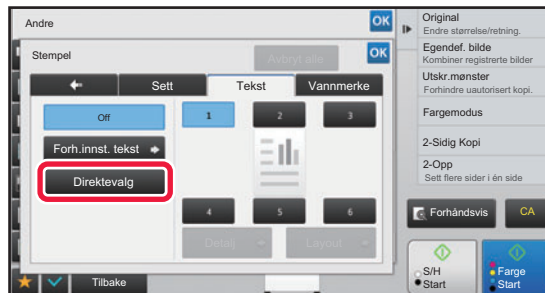 Andre
OK
Stempel
Avbryt alle
OK
Sett
Tekst
Vannmerke
Off
1
2
3
Forh.innst. tekst
Direktevalg
4
5
6
Detalj
Layout
Tilbake
Original
Endre størrelse/retning.
Egendef. bilde
Kombiner registrerte bilder
Utskr.mønster
Forhindre uautorisert kopi.
Fargemodus
2-Sidig Kopi
2-Opp
Sett flere sider i én side
Forhåndsvis
CA
S/H
Start
Farge
Start